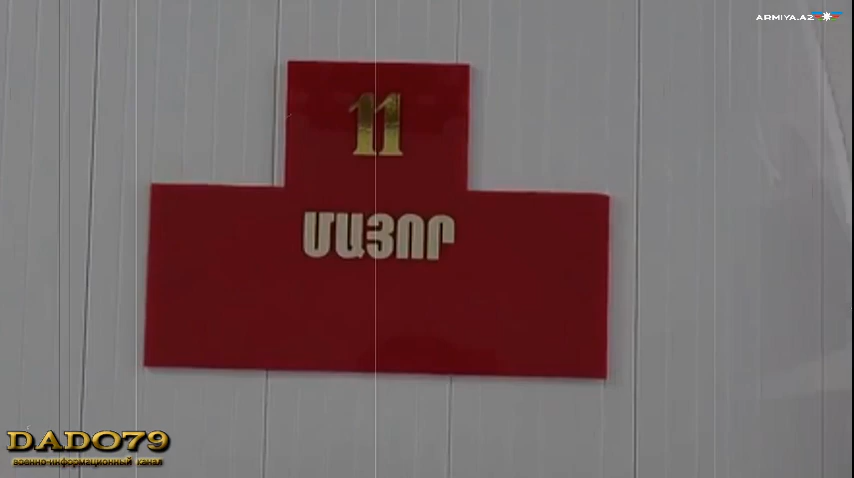 ARMIYA.AZ
11
ՄԱՅՈՐ
DADO79
военно-информационный канал